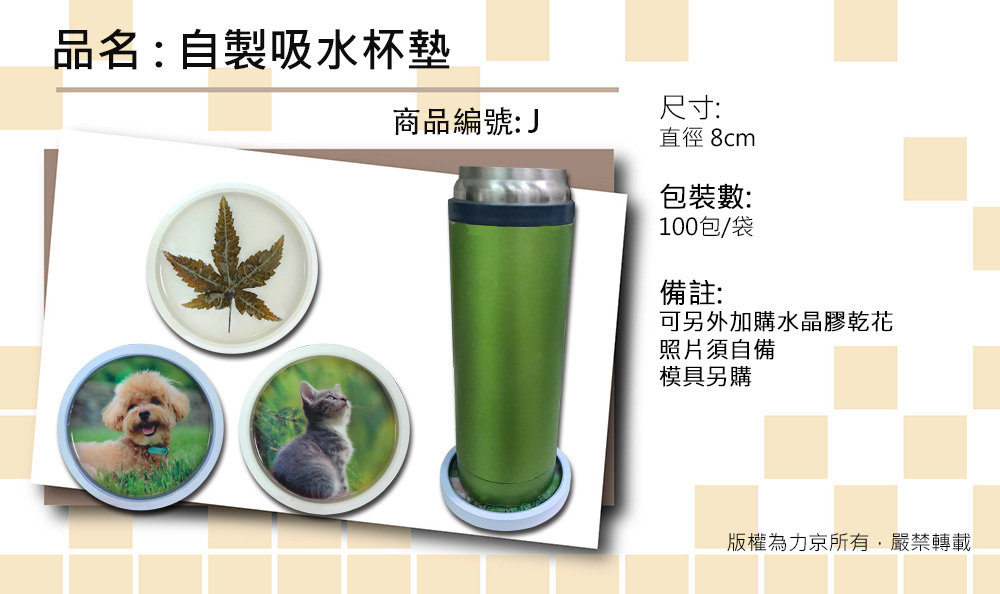 品名 : 自製吸水杯墊
商品編號: J
尺寸:
直徑 8cm
包裝數:
100包/袋
備註:
可另外加購水晶膠乾花
照片須自備
模具另購
版權為力京所有，嚴禁轉載